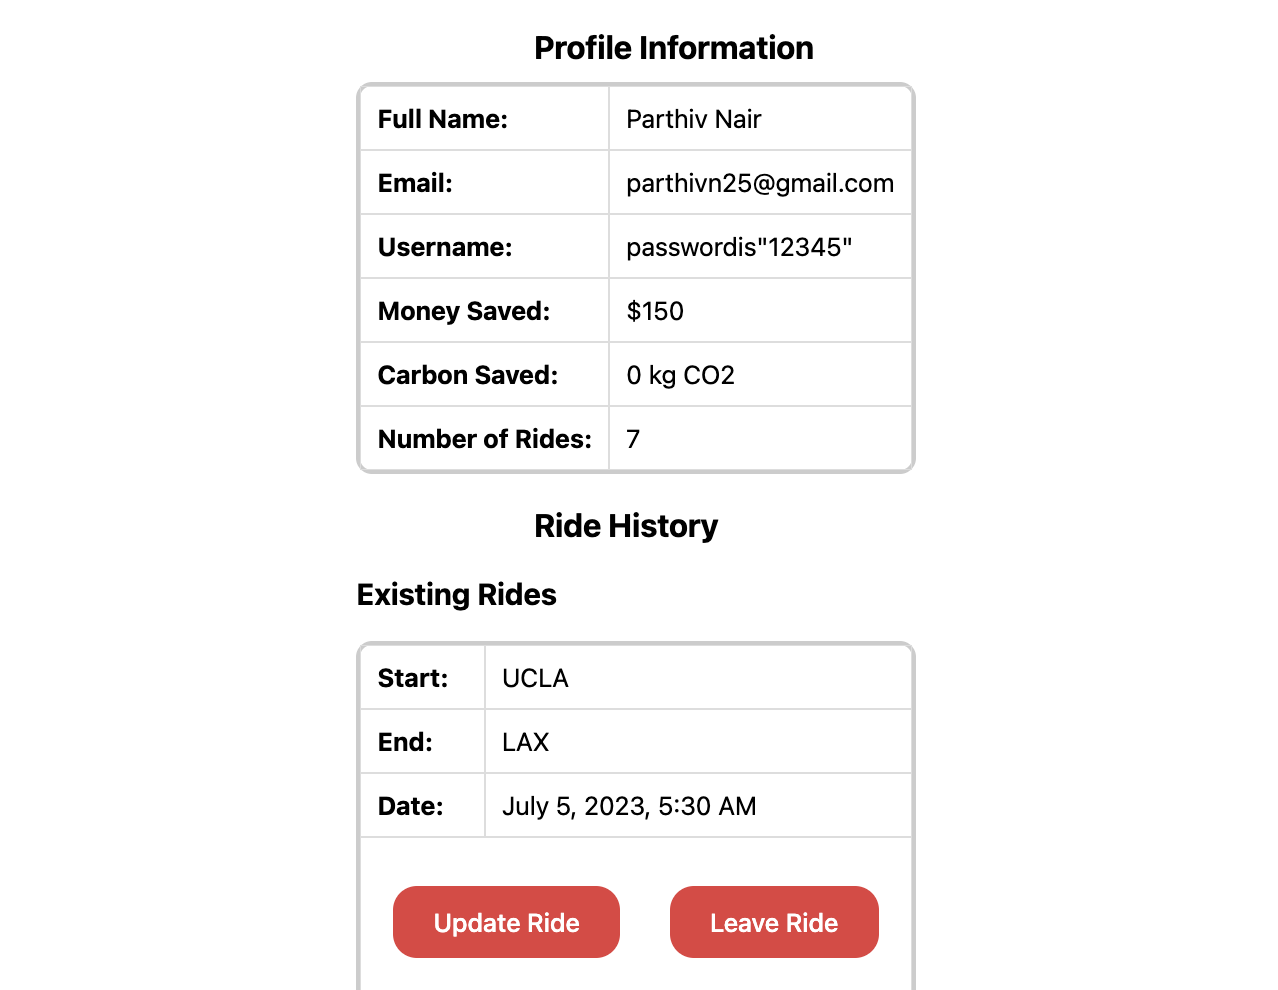 Profile Information
Full Name: Parthiv Nair
Email: parthivn25@gmail.com
Username: passwordis"12345"
Money Saved: $150
Carbon Saved: 0 kg CO2
Number of Rides: 7
Ride History
Existing Rides
Start: UCLA
End: LAX
Date: July 5, 2023, 5:30 AM
Update Ride Leave Ride